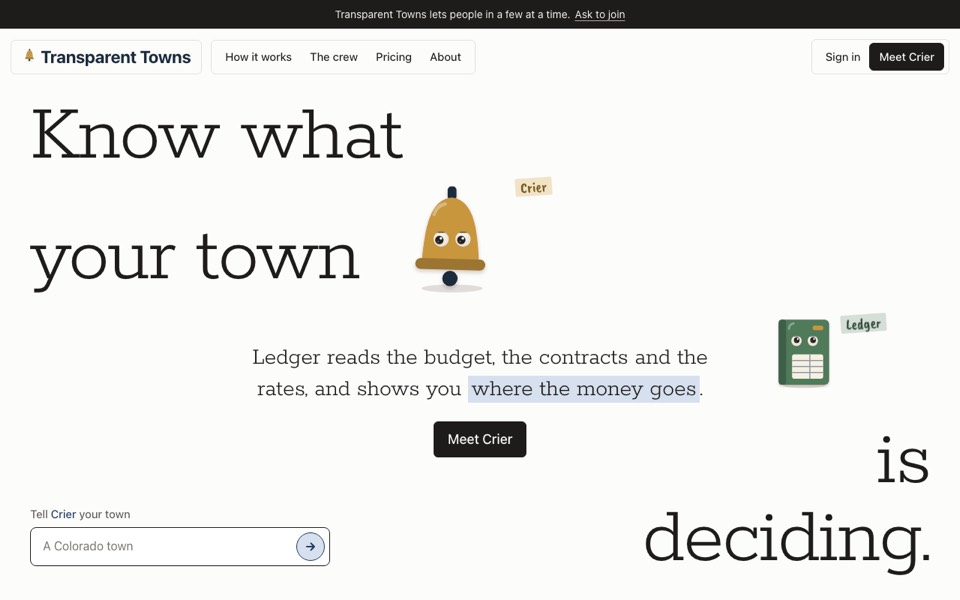 Transparent Towns lets people in a few at a time. Ask to join
Transparent Towns
How it works The crew Pricing About
Sign in Meet Crier
Know what
Crier
your town
Ledger
Ledger reads the budget, the contracts and the
rates, and shows you where the money goes.
Meet Crier
is
Tell Crier your town
A Colorado town
deciding.